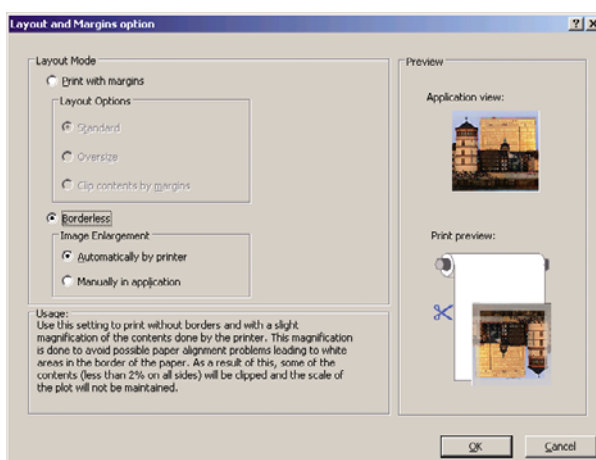 Layout and Margins option
Layout Mode
Print with margins
Layout Options
Standard
Oversize
Clip contents by margins
Borderless
Image Enlargement
Automatically by printer
Manually in application
Usage:
Use this setting to print without borders and with a slight
magnification of the contents done by the printer. This magnification
is done to avoid possible paper alignment problems leading to white
areas in the border of the paper. As a result of this, some of the
contents (less than 2% on all sides) will be clipped and the scale of
the plot will not be maintained.
Preview
Application view:
Print preview:
OK
Cancel